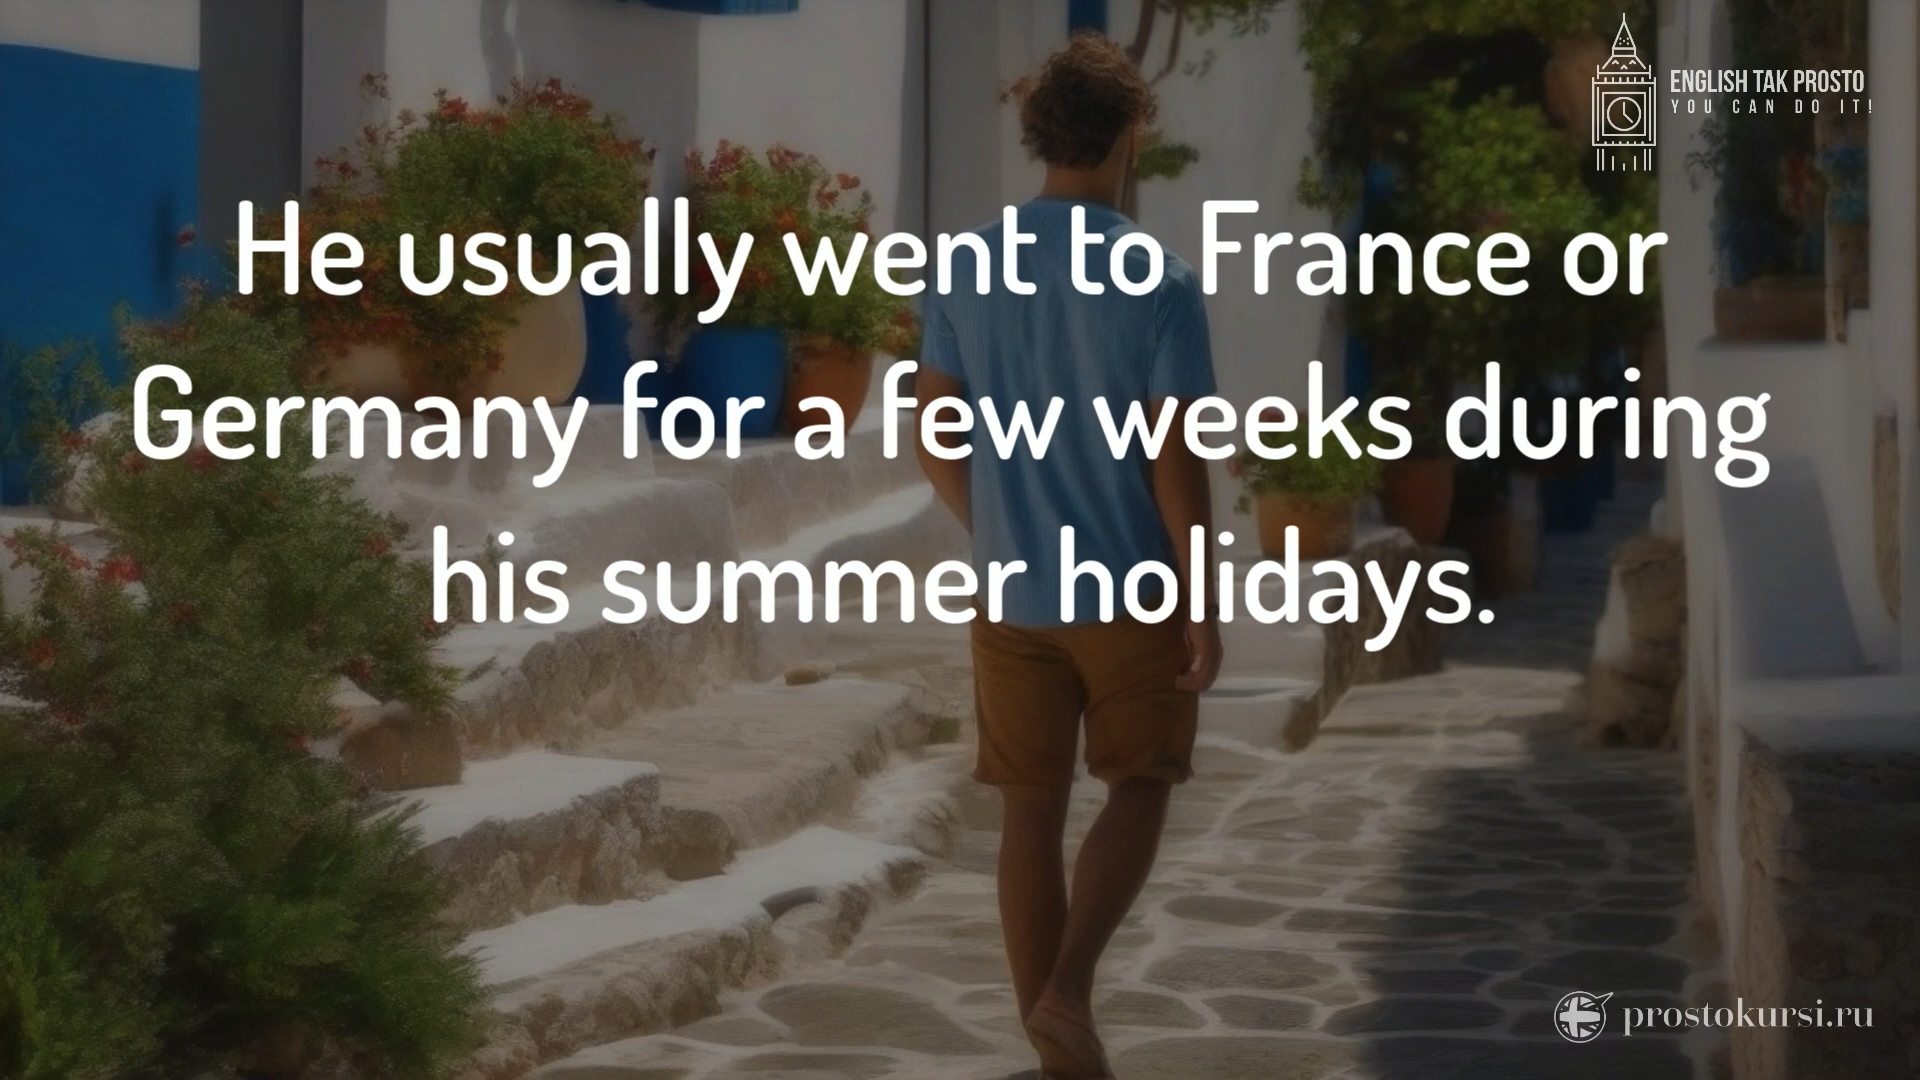 ENGLISH TAK PROSTO
YOU CAN DO IT!
He usually went to France or
Germany for a few weeks during
his summer holidays.
prostokursi.ru